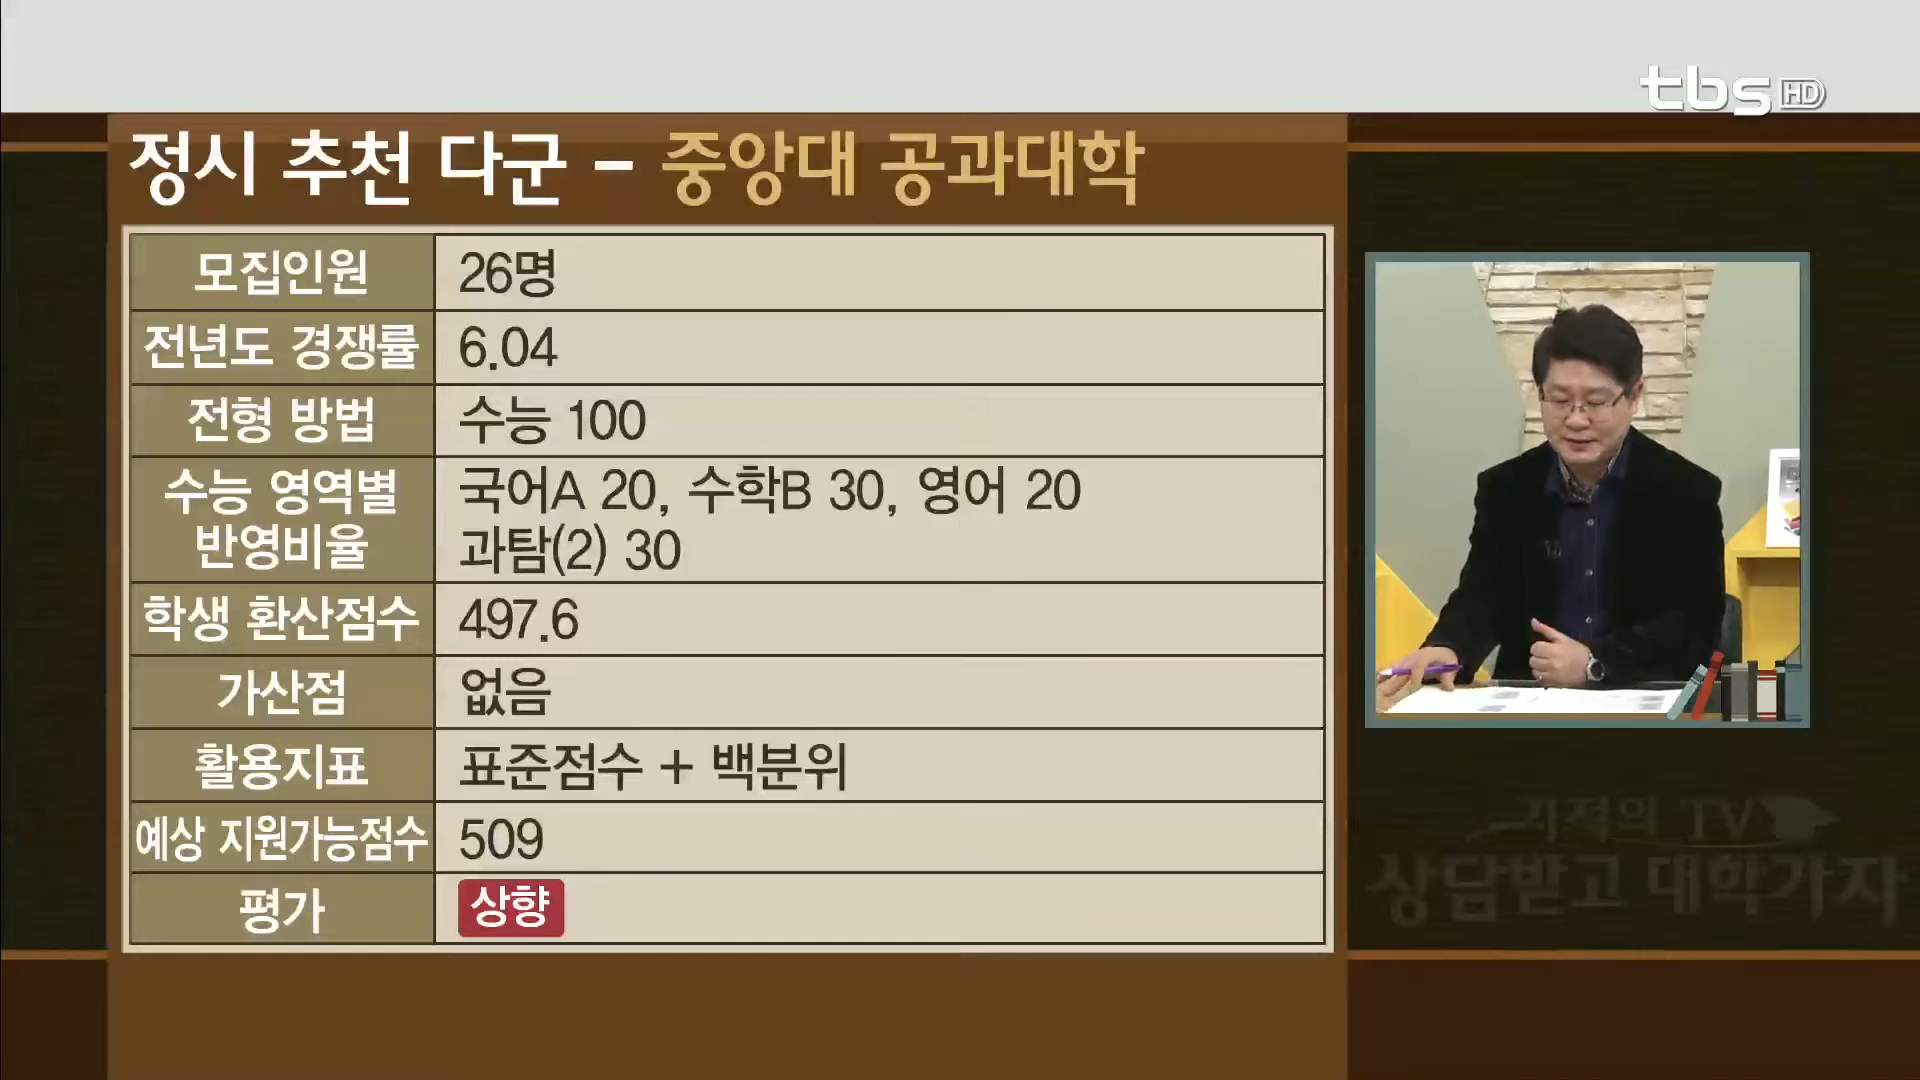 tbs HD
정시 추천 다군 - 중앙대 공과대학
모집인원 26명
전년도 경쟁률 6.04
전형 방법 수능 100
수능 영역별 반영비율 국어A 20, 수학B 30, 영어 20
과탐(2) 30
학생 환산점수 497.6
가산점 없음
활용지표 표준점수 + 백분위
예상 지원가능점수 509
평가 상향
기적의 TV
상담받고 대학가자